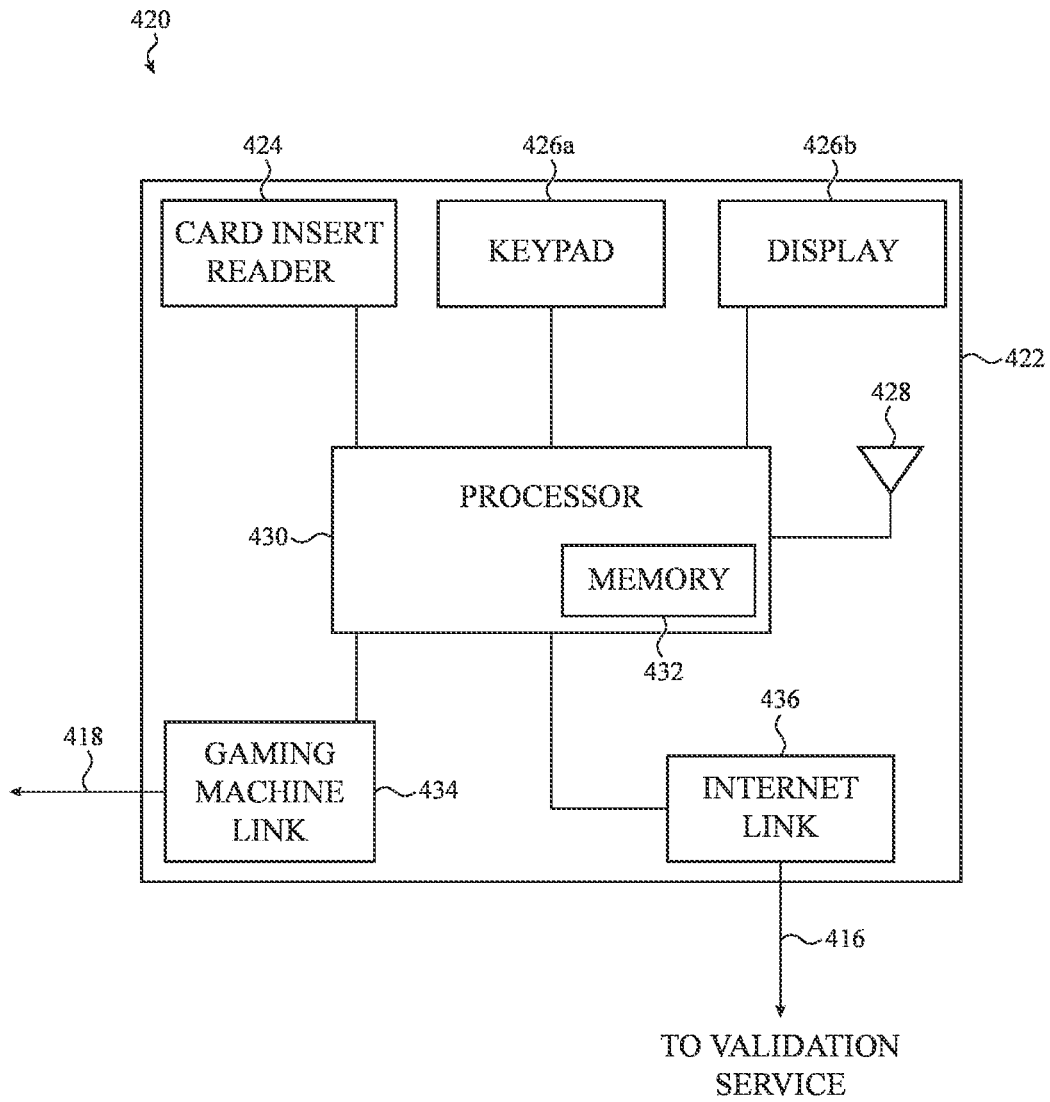 420
424
426a
426b
CARD INSERT
READER
KEYPAD
DISPLAY
422
428
PROCESSOR
430
MEMORY
432
436
418
GAMING
MACHINE
LINK
434
INTERNET
LINK
416
TO VALIDATION
SERVICE